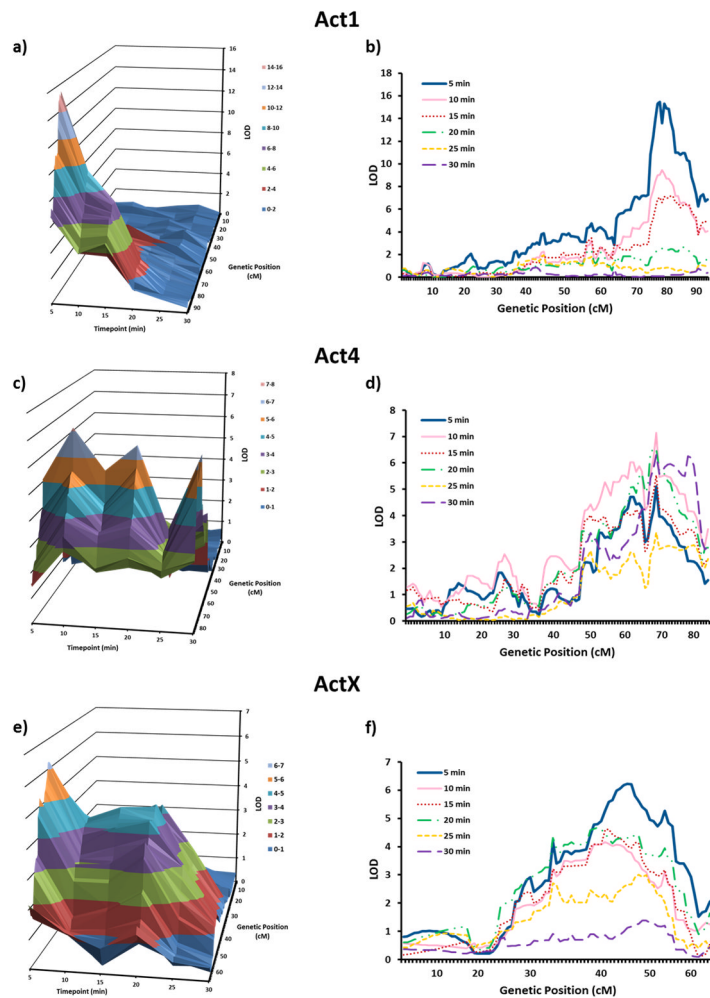 Act1
a)
16
14
12
10
8
6
4
2
0
LOD
14-16
12-14
10-12
8-10
6-8
4-6
2-4
0-2
0
10
20
30
40
50
60
70
80
90
Genetic Position
(cM)
5
10
15
20
25
30
Timepoint (min)
b)
18
16
14
12
10
8
6
4
2
0
LOD
5 min
10 min
15 min
20 min
25 min
30 min
10 20 30 40 50 60 70 80 90
Genetic Position (cM)
Act4
c)
8
7
6
5
4
3
2
1
0
LOD
7-8
6-7
5-6
4-5
3-4
2-3
1-2
0-1
0
10
20
30
40
50
60
70
80
Genetic Position
(cM)
5
10
15
20
25
30
Timepoint (min)
d)
8
7
6
5
4
3
2
1
0
LOD
5 min
10 min
15 min
20 min
25 min
30 min
10 20 30 40 50 60 70 80
Genetic Position (cM)
ActX
e)
7
6
5
4
3
2
1
0
LOD
6-7
5-6
4-5
3-4
2-3
1-2
0-1
10
20
30
40
50
60
Genetic Position
(cM)
5
10
15
20
25
30
Timepoint (min)
f)
7
6
5
4
3
2
1
0
LOD
5 min
10 min
15 min
20 min
25 min
30 min
10 20 30 40 50 60
Genetic Position (cM)